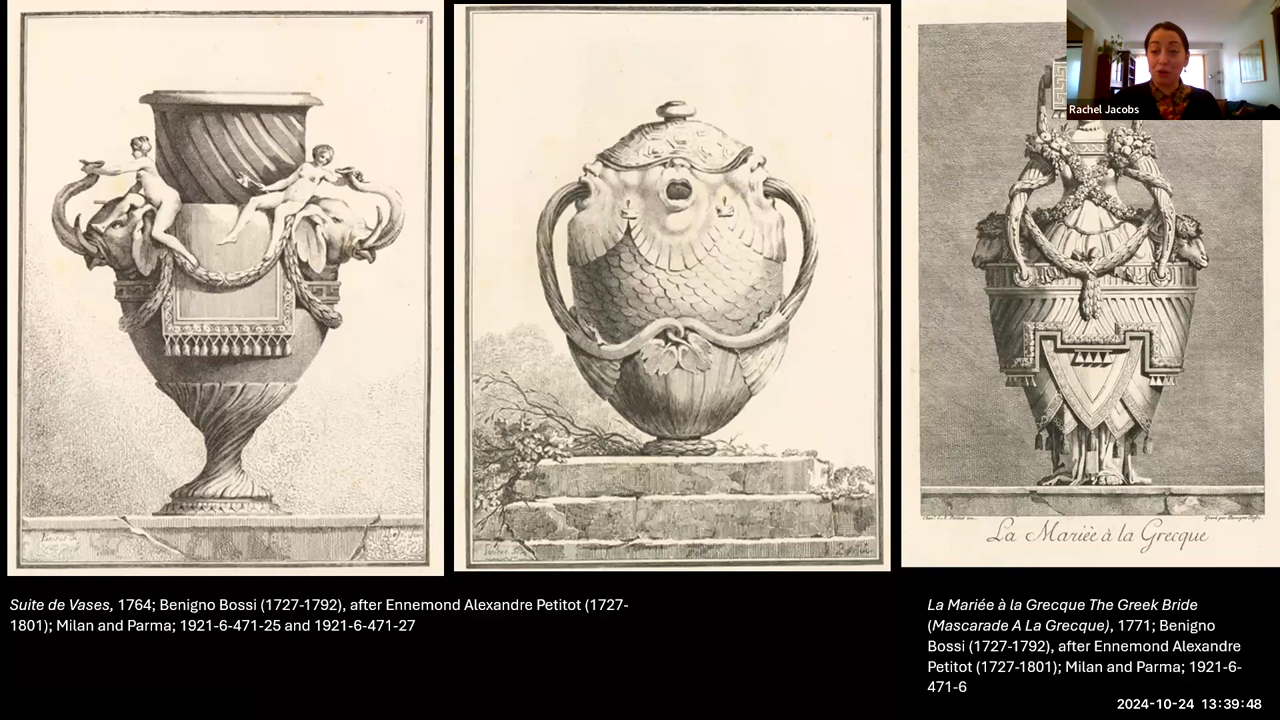 Rachel Jacobs
La Mariée à la Grecque
Suite de Vases, 1764; Benigno Bossi (1727-1792), after Ennemond Alexandre Petitot (1727-
1801); Milan and Parma; 1921-6-471-25 and 1921-6-471-27
La Mariée à la Grecque The Greek Bride
(Mascarade A La Grecque), 1771; Benigno
Bossi (1727-1792), after Ennemond Alexandre
Petitot (1727-1801); Milan and Parma; 1921-6-
471-6
2024-10-24 13:39:48